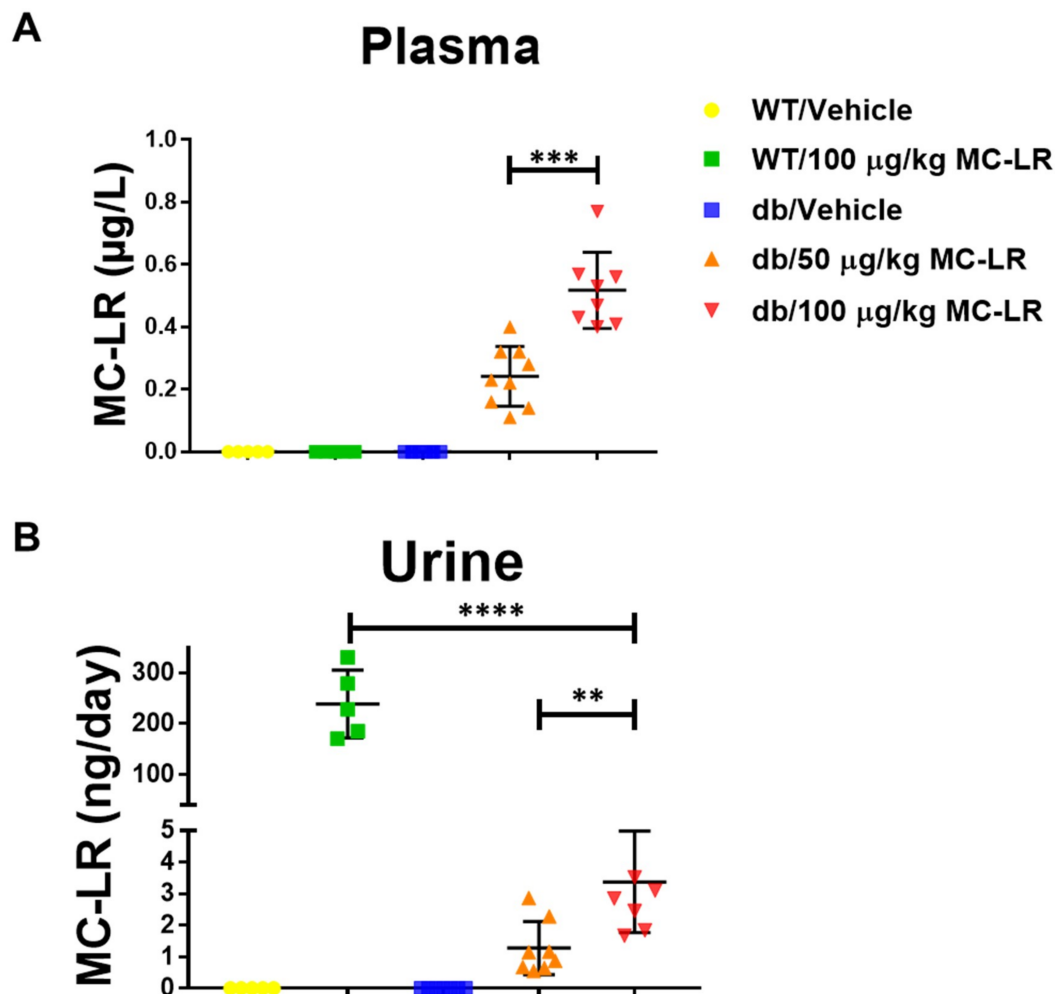 A
Plasma
MC-LR (µg/L)
1.0
0.8
0.6
0.4
0.2
0.0
***
WT/Vehicle
WT/100 µg/kg MC-LR
db/Vehicle
db/50 µg/kg MC-LR
db/100 µg/kg MC-LR
B
Urine
MC-LR (ng/day)
300
200
100
5
4
3
2
1
0
****
**